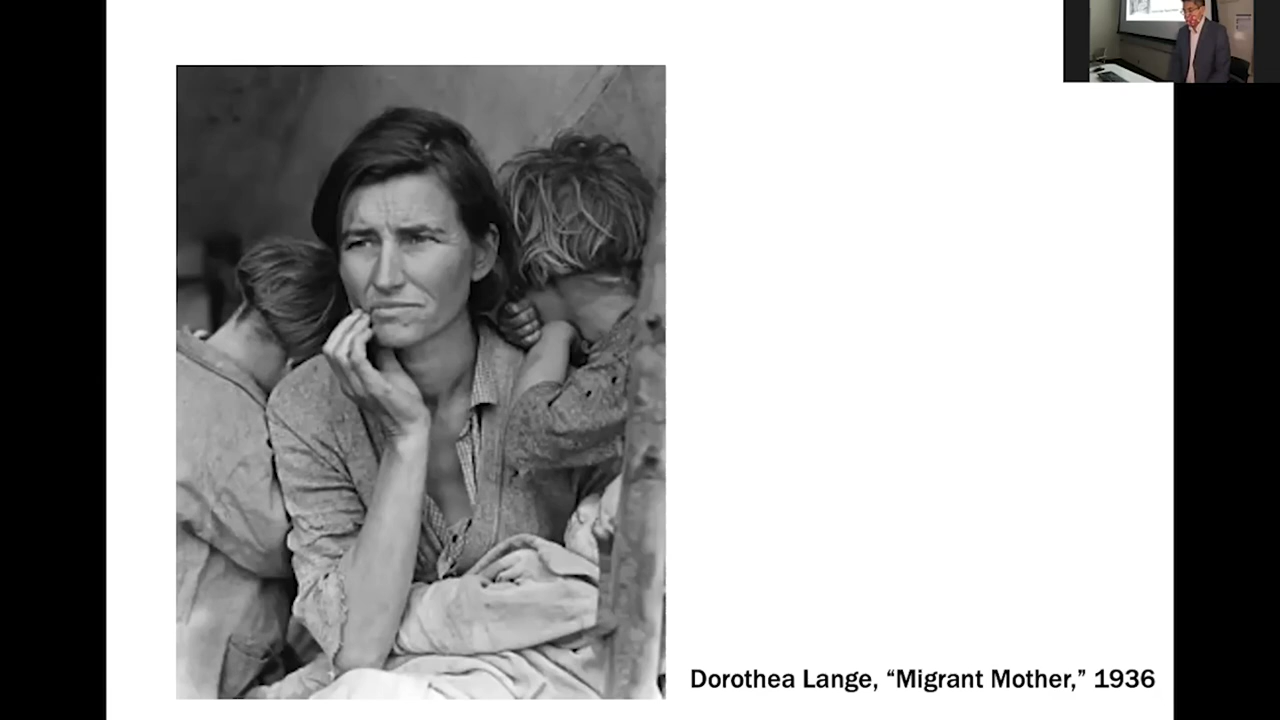 Dorothea Lange, “Migrant Mother,” 1936